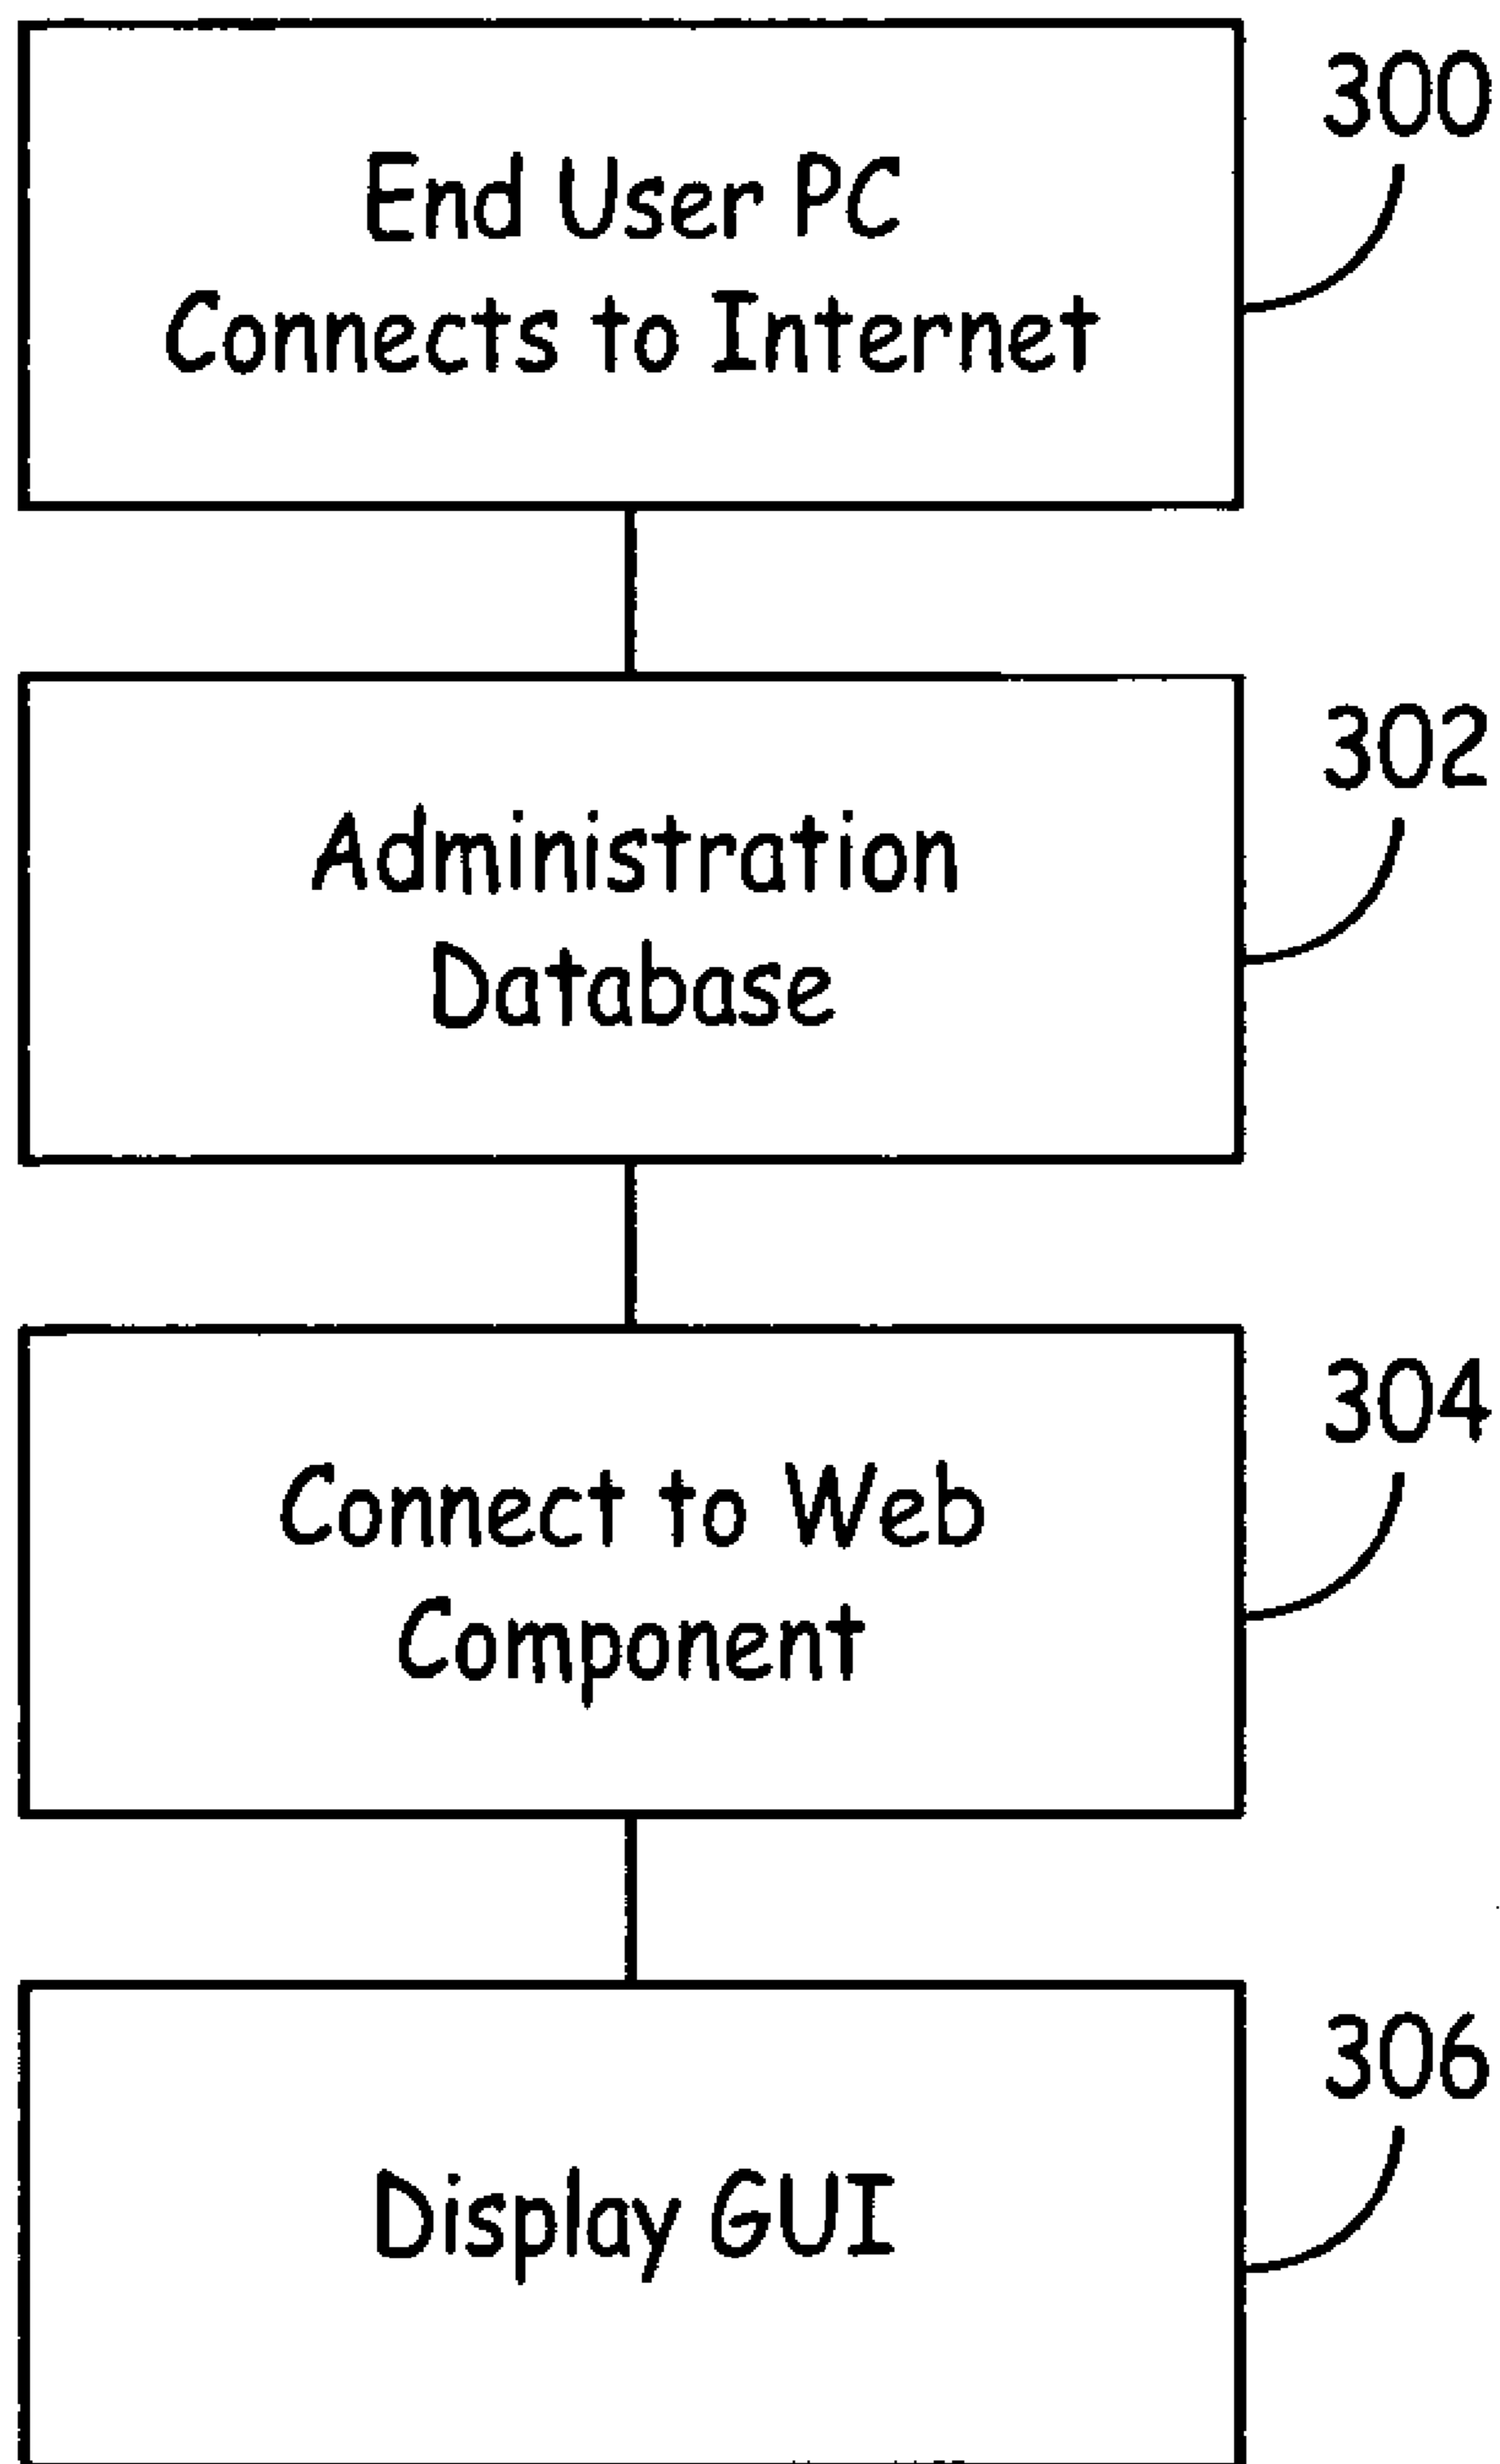 300
End User PC
Connects to Internet
302
Administration
Database
304
Connect to Web
Component
306
Display GUI